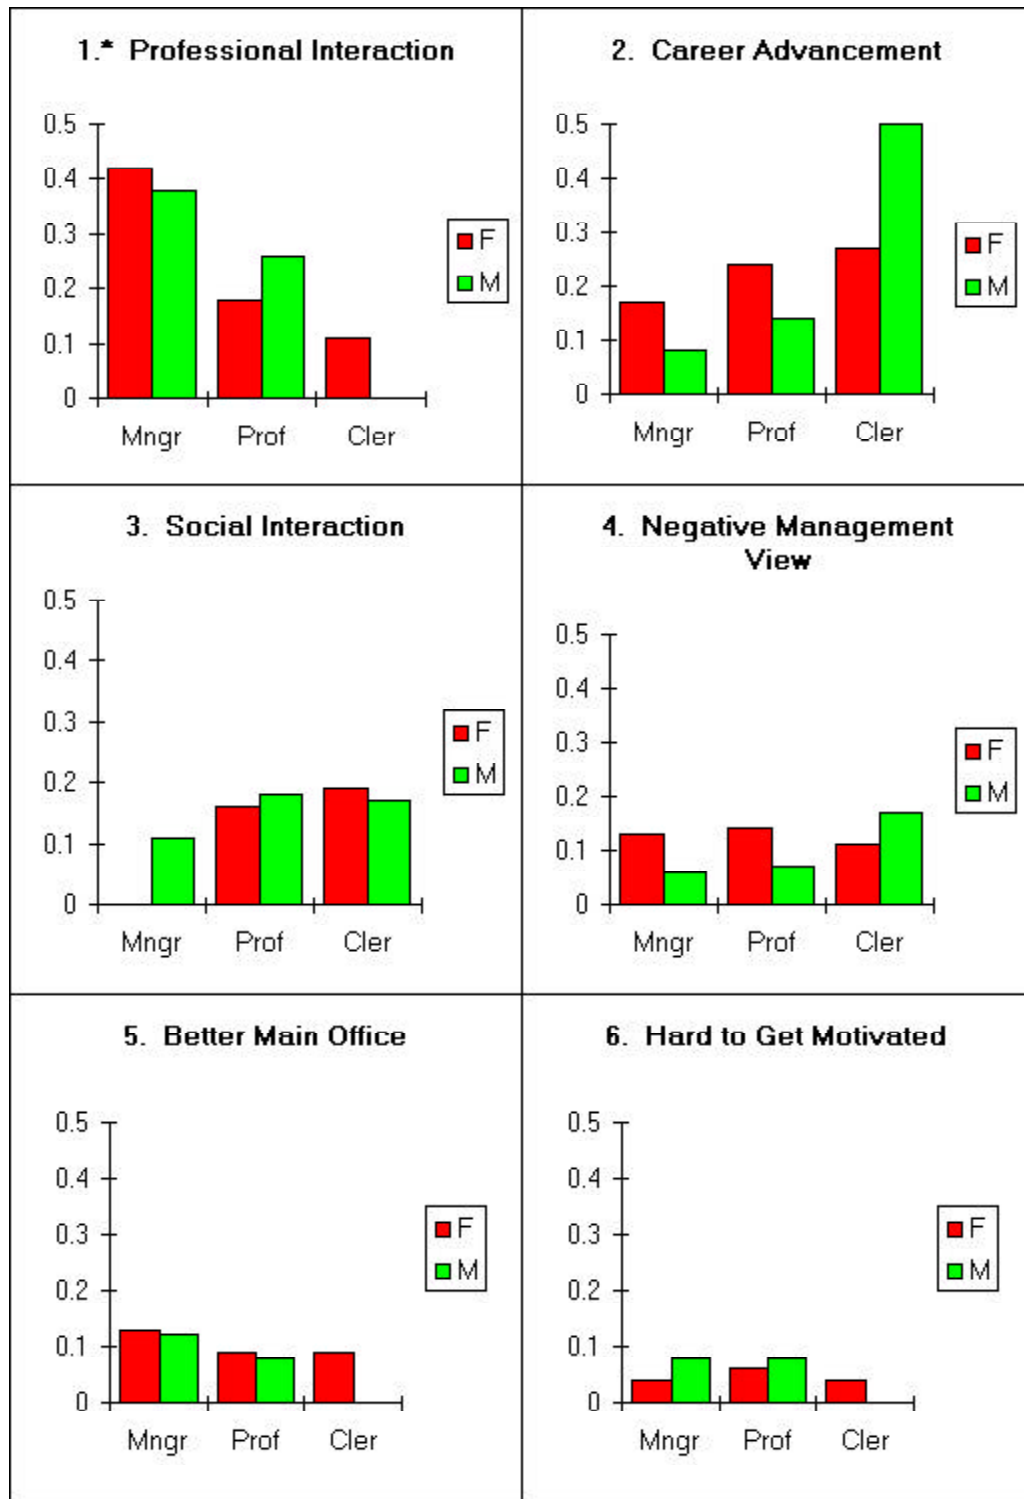 1.* Professional Interaction
0.5
0.4
0.3
0.2
0.1
0
Mngr Prof Cler
F
M
2. Career Advancement
0.5
0.4
0.3
0.2
0.1
0
Mngr Prof Cler
F
M
3. Social Interaction
0.5
0.4
0.3
0.2
0.1
0
Mngr Prof Cler
F
M
4. Negative Management
View
0.5
0.4
0.3
0.2
0.1
0
Mngr Prof Cler
F
M
5. Better Main Office
0.5
0.4
0.3
0.2
0.1
0
Mngr Prof Cler
F
M
6. Hard to Get Motivated
0.5
0.4
0.3
0.2
0.1
0
Mngr Prof Cler
F
M